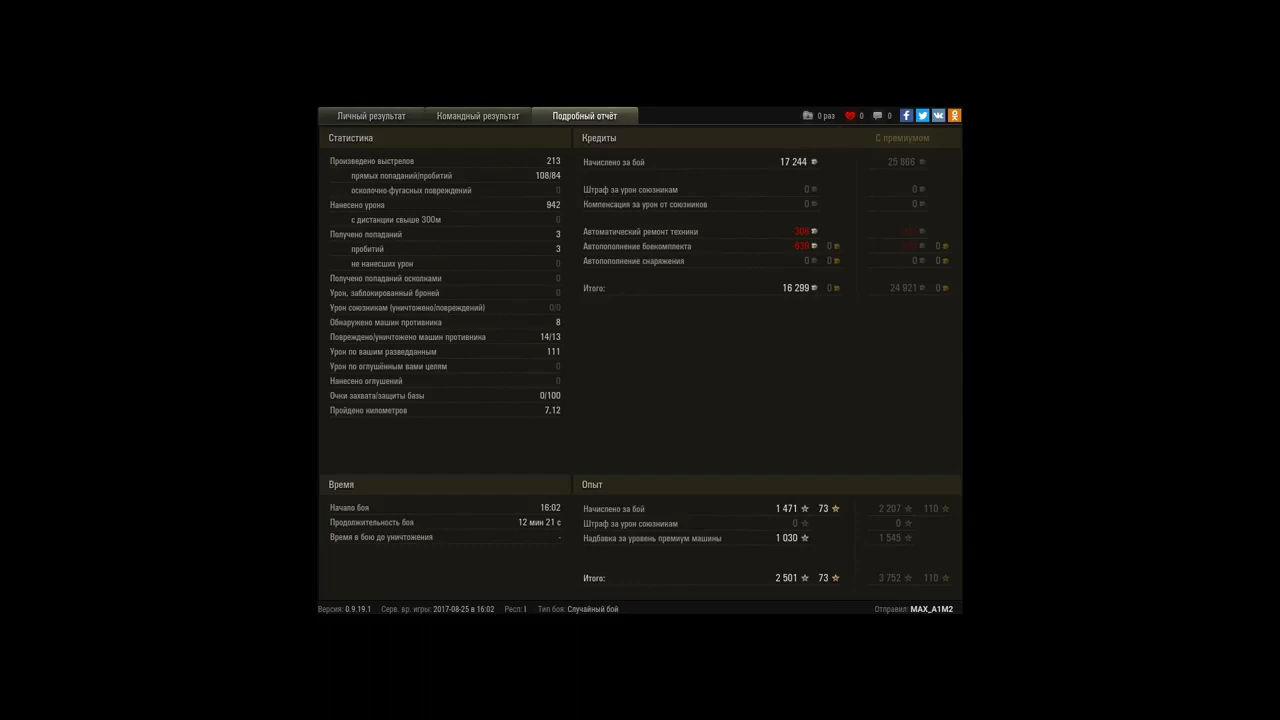 Личный результат Командный результат Подробный отчёт 0 раз 0 0
Статистика Кредиты С премиумом
Произведено выстрелов 213 Начислено за бой 17 244 25 866
прямых попаданий/пробитий 108/84
осколочно-фугасных повреждений 0 Штраф за урон союзникам 0 0
Нанесено урона 942 Компенсация за урон от союзников 0 0
с дистанции свыше 300м 0
Получено попаданий 3 Автоматический ремонт техники
пробитий 3 Автопополнение боекомплекта 0 0
не нанесших урон 0 Автопополнение снаряжения 0 0 0 0
Получено попаданий осколками 0
Урон, заблокированный броней 0 Итого: 16 299 0 24 921 0
Урон союзникам (уничтожено/повреждений) 0/0
Обнаружено машин противника 8
Повреждено/уничтожено машин противника 14/13
Урон по вашим разведданным 111
Урон по оглушённым вами целям 0
Нанесено оглушений 0
Очки захвата/защиты базы 0/100
Пройдено километров 7,12
Время Опыт
Начало боя 16:02 Начислено за бой 1 471 73 2 207 110
Продолжительность боя 12 мин 21 с Штраф за урон союзникам 0 0
Время в бою до уничтожения - Надбавка за уровень премиум машины 1 030 1 545
Итого: 2 501 73 3 752 110
Версия: 0.9.19.1 Серв. вр. игры: 2017-08-25 в 16:02 Респ: I Тип боя: Случайный бой Отправил: MAX_A1M2